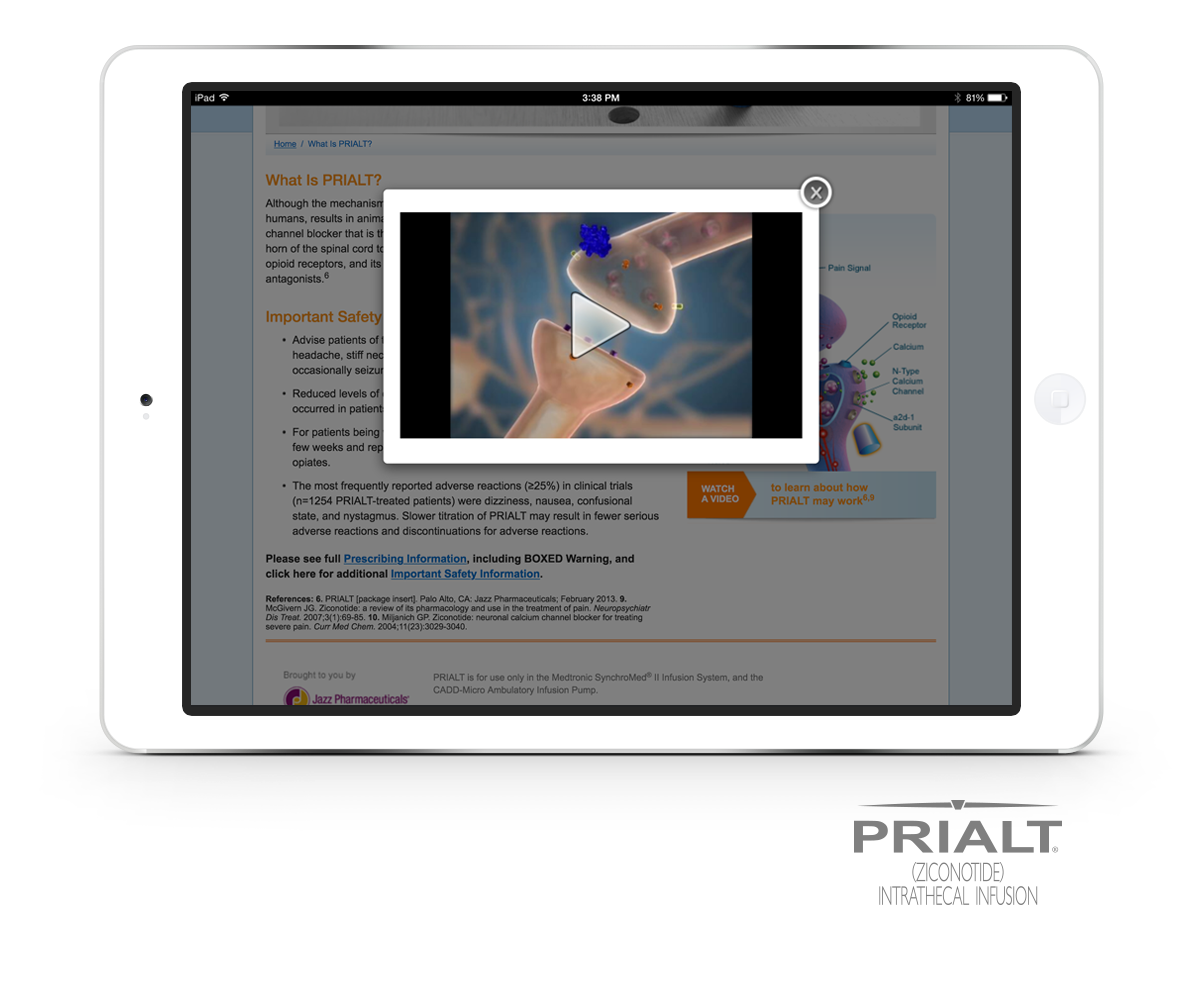 iPad
3:38 PM
81%
Home / What Is PRIALT?
What Is PRIALT?
Although the mechanism
humans, results in anima
channel blocker that is th
horn of the spinal cord to
opioid receptors, and its
antagonists.6
Important Safety
• Advise patients of t
headache, stiff nec
occasionally seizur
• Reduced levels of
occurred in patient
• For patients being
few weeks and rep
opiates.
• The most frequently reported adverse reactions (≥25%) in clinical trials
(n=1254 PRIALT-treated patients) were dizziness, nausea, confusional
state, and nystagmus. Slower titration of PRIALT may result in fewer serious
adverse reactions and discontinuations for adverse reactions.
Please see full Prescribing Information, including BOXED Warning, and
click here for additional Important Safety Information.
References: 6. PRIALT [package insert]. Palo Alto, CA: Jazz Pharmaceuticals; February 2013. 9.
McGivern JG. Ziconotide: a review of its pharmacology and use in the treatment of pain. Neuropsychiatr
Dis Treat. 2007;3(1):69-85. 10. Miljanich GP. Ziconotide: neuronal calcium channel blocker for treating
severe pain. Curr Med Chem. 2004;11(23):3029-3040.
X
Pain Signal
Opioid
Receptor
Calcium
N-Type
Calcium
Channel
a2d-1
Subunit
WATCH
A VIDEO
to learn about how
PRIALT may work6,9
Brought to you by
Jazz Pharmaceuticals
PRIALT is for use only in the Medtronic SynchroMed® II Infusion System, and the
CADD-Micro Ambulatory Infusion Pump.
PRIALT®
(ZICONOTIDE)
INTRATHECAL INFUSION